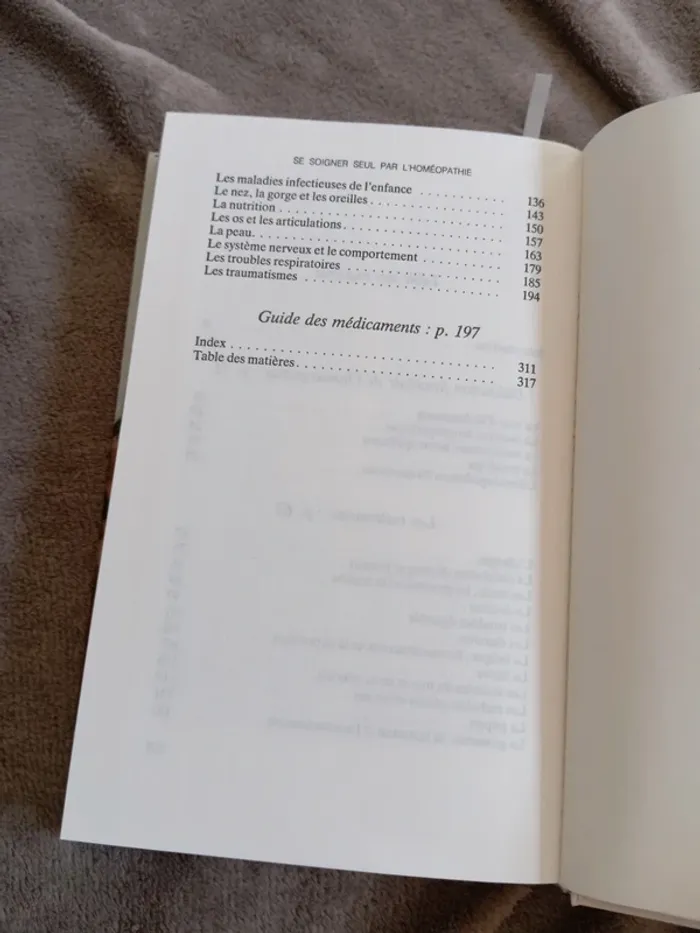 SE SOIGNER SEUL PAR L'HOMÉOPATHIE
Les maladies infectieuses de l'enfance . . . . . . . . . . . 136
Le nez, la gorge et les oreilles . . . . . . . . . . . . . . . . . 143
La nutrition . . . . . . . . . . . . . . . . . . . . . . . . . . . . 150
Les os et les articulations . . . . . . . . . . . . . . . . . . . . 157
La peau . . . . . . . . . . . . . . . . . . . . . . . . . . . . . . 163
Le système nerveux et le comportement . . . . . . . . . . 179
Les troubles respiratoires . . . . . . . . . . . . . . . . . . . . 185
Les traumatismes . . . . . . . . . . . . . . . . . . . . . . . . 194
Guide des médicaments : p. 197
Index . . . . . . . . . . . . . . . . . . . . . . . . . . . . . . . 311
Table des matières . . . . . . . . . . . . . . . . . . . . . . . . 317